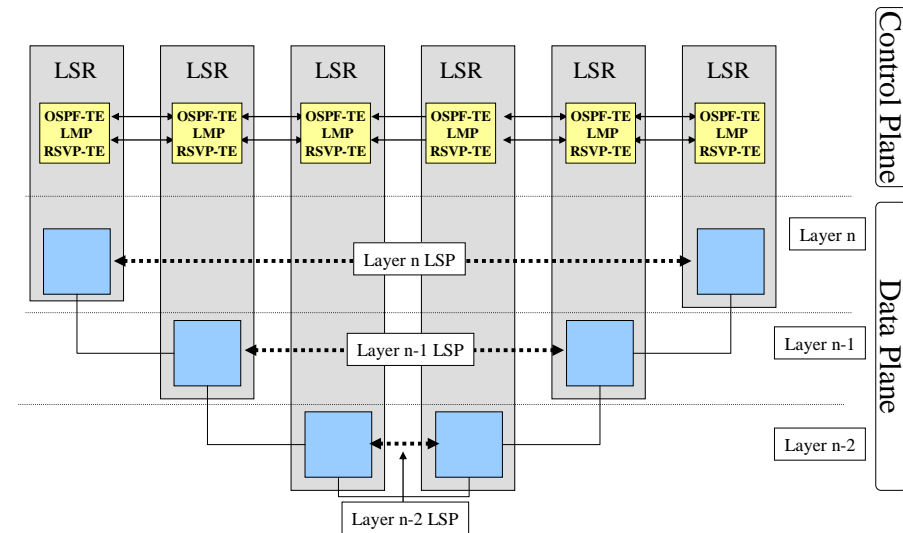 LSR LSR LSR LSR LSR LSR
OSPF-TE OSPF-TE OSPF-TE OSPF-TE OSPF-TE OSPF-TE
LMP LMP LMP LMP LMP LMP
RSVP-TE RSVP-TE RSVP-TE RSVP-TE RSVP-TE RSVP-TE
Control Plane
Layer n
Layer n LSP
Data Plane
Layer n-1 LSP
Layer n-1
Layer n-2
Layer n-2 LSP